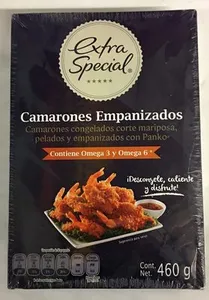 Extra
Special®
Camarones Empanizados
Camarones congelados corte mariposa,
pelados y empanizados con Panko
Contiene Omega 3 y Omega 6 *
¡Descongele, caliente
y disfrute!
Cont.
Net. 460 g